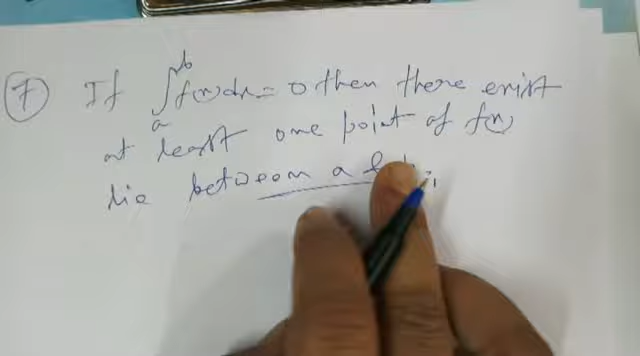 7 If ∫ₐᵇ f(x)dx = 0 then there exist
at least one point of f(x)
lie between a &